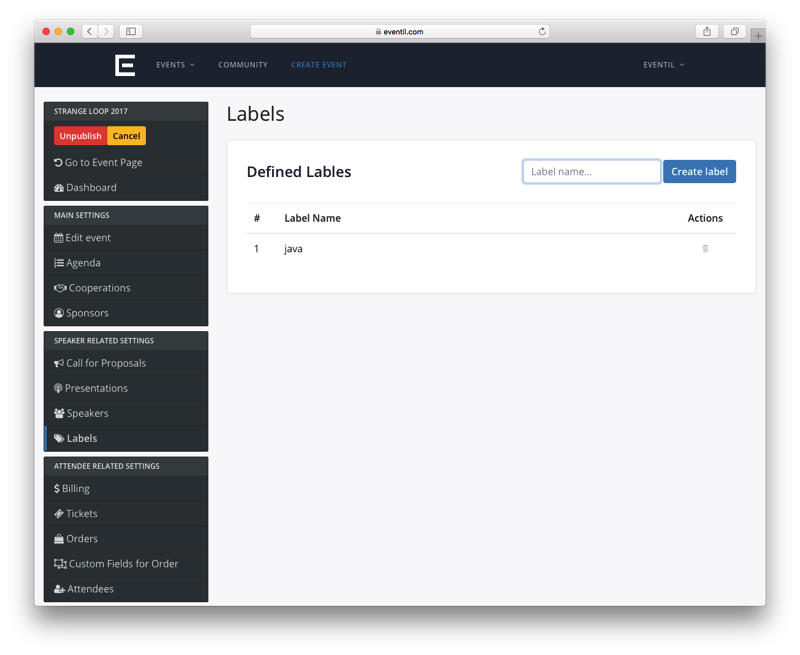 eventil.com
E EVENTS COMMUNITY CREATE EVENT EVENTIL
STRANGE LOOP 2017
Unpublish Cancel
Go to Event Page
Dashboard
MAIN SETTINGS
Edit event
Agenda
Cooperations
Sponsors
SPEAKER RELATED SETTINGS
Call for Proposals
Presentations
Speakers
Labels
ATTENDEE RELATED SETTINGS
$ Billing
Tickets
Orders
Custom Fields for Order
Attendees
Labels
Defined Lables Label name... Create label
# Label Name Actions
1 java